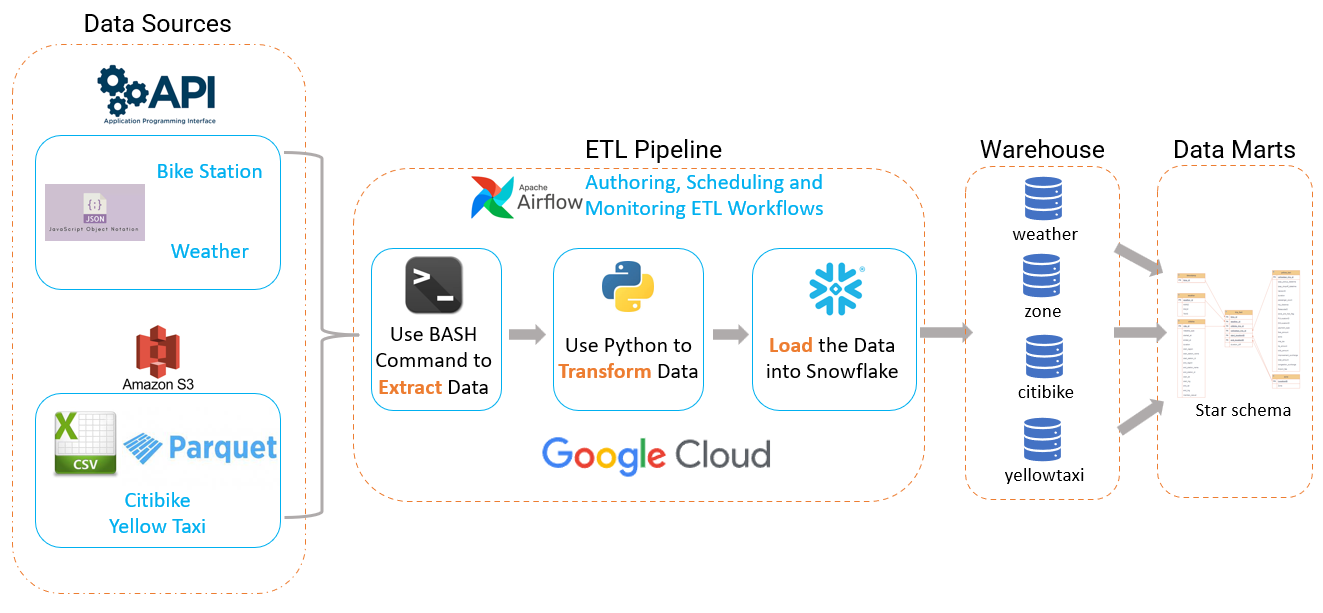 Data Sources
API
Application Programming Interface
Bike Station
{;}
JSON
JavaScript Object Notation
Weather
Amazon S3
X
CSV
Parquet
Citibike
Yellow Taxi
ETL Pipeline
Apache
Airflow
Authoring, Scheduling and
Monitoring ETL Workflows
>_
Use BASH
Command to
Extract Data
Use Python to
Transform Data
®
Load the Data
into Snowflake
Google Cloud
Warehouse
weather
zone
citibike
yellowtaxi
Data Marts
Star schema